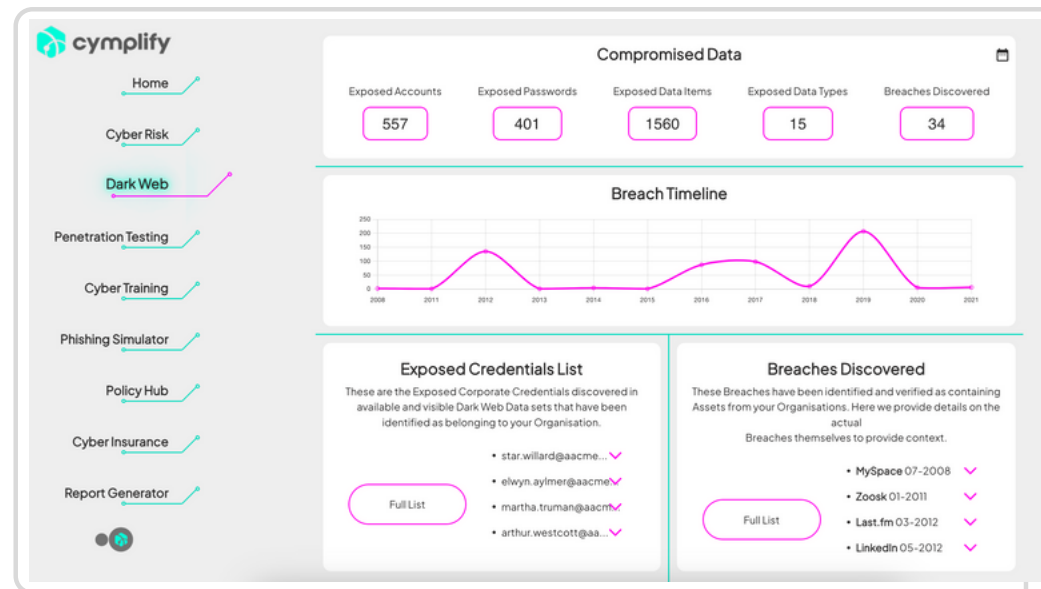 cymplify
Home
Cyber Risk
Dark Web
Penetration Testing
Cyber Training
Phishing Simulator
Policy Hub
Cyber Insurance
Report Generator
Compromised Data
Exposed Accounts Exposed Passwords Exposed Data Items Exposed Data Types Breaches Discovered
557 401 1560 15 34
Breach Timeline
250
200
150
100
50
0
2008 2011 2012 2013 2014 2015 2016 2017 2018 2019 2020 2021
Exposed Credentials List
These are the Exposed Corporate Credentials discovered in
available and visible Dark Web Data sets that have been
identified as belonging to your Organisation.
• star.willard@aacme...
• elwyn.aylmer@aacme...
• martha.truman@aacm...
• arthur.westcott@aa...
Full List
Breaches Discovered
These Breaches have been identified and verified as containing
Assets from your Organisations. Here we provide details on the
actual
Breaches themselves to provide context.
• MySpace 07-2008
• Zoosk 01-2011
• Last.fm 03-2012
• LinkedIn 05-2012
Full List